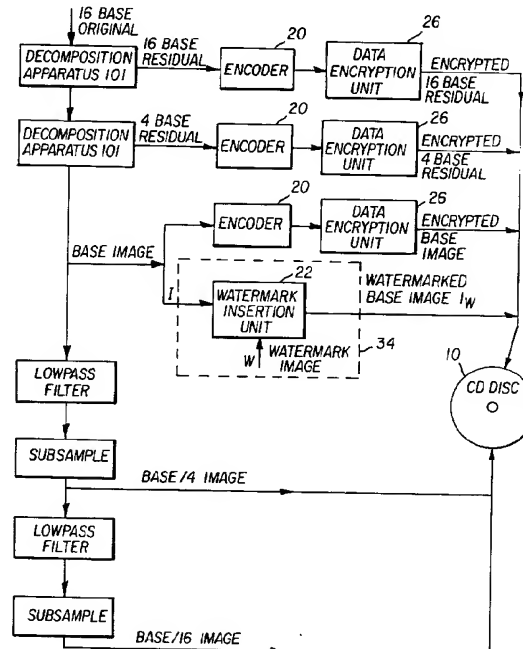 16 BASE
ORIGINAL
DECOMPOSITION
APPARATUS 101
16 BASE
RESIDUAL
20
ENCODER
26
DATA
ENCRYPTION
UNIT
ENCRYPTED
16 BASE
RESIDUAL
DECOMPOSITION
APPARATUS 101
4 BASE
RESIDUAL
20
ENCODER
26
DATA
ENCRYPTION
UNIT
ENCRYPTED
4 BASE
RESIDUAL
20
ENCODER
26
DATA
ENCRYPTION
UNIT
ENCRYPTED
BASE
IMAGE
BASE IMAGE
I
22
WATERMARK
INSERTION
UNIT
WATERMARKED
BASE IMAGE IW
W
WATERMARK
IMAGE
34
LOWPASS
FILTER
10
CD DISC
SUBSAMPLE
BASE/4 IMAGE
LOWPASS
FILTER
SUBSAMPLE
BASE/16 IMAGE